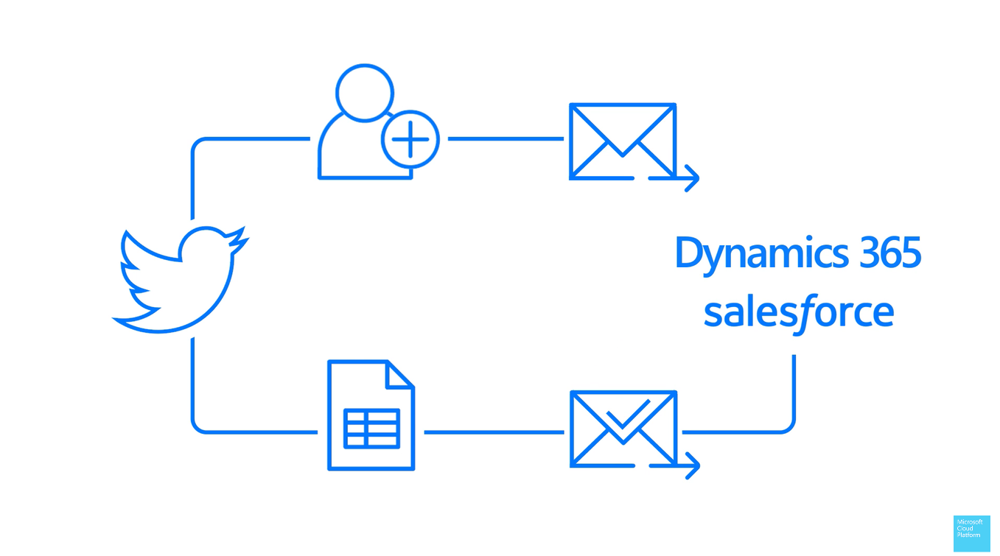 Dynamics 365
salesforce
Microsoft
Cloud
Platform